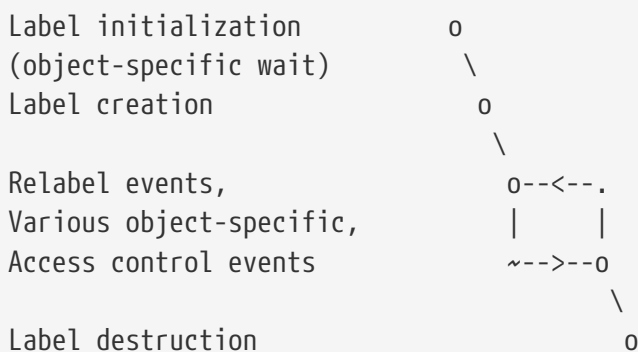 Label initialization          o
(object-specific wait)         \
Label creation                  o
                                 \
Relabel events,                   o--<--.
Various object-specific,          |     |
Access control events             ~-->--o
                                         \
Label destruction                         o